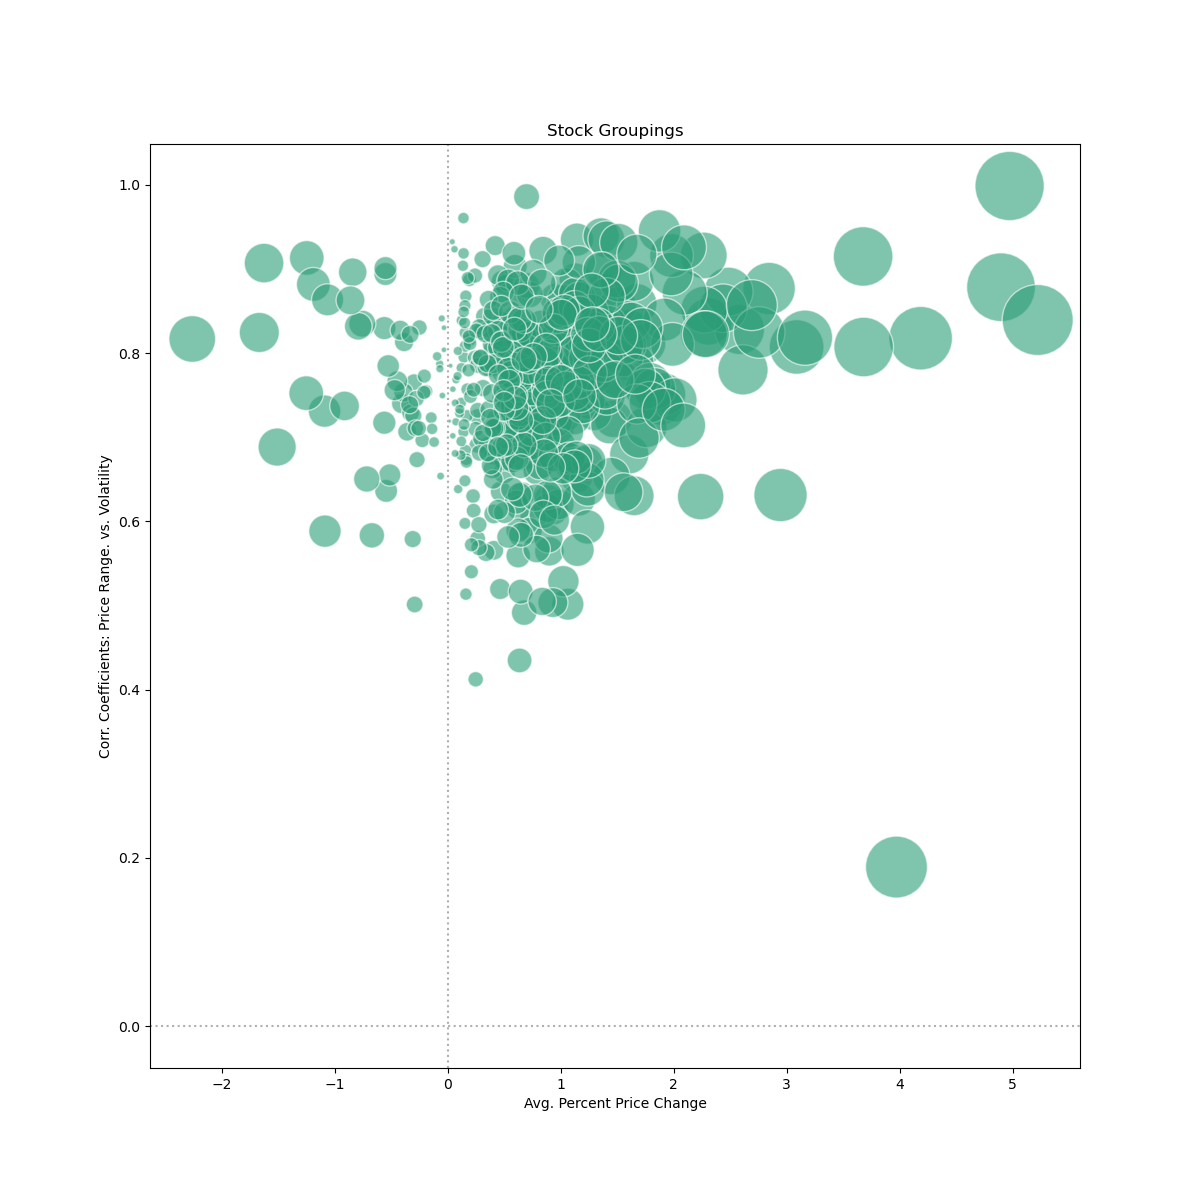 Stock Groupings
Corr. Coefficients: Price Range. vs. Volatility
1.0
0.8
0.6
0.4
0.2
0.0
−2 −1 0 1 2 3 4 5
Avg. Percent Price Change